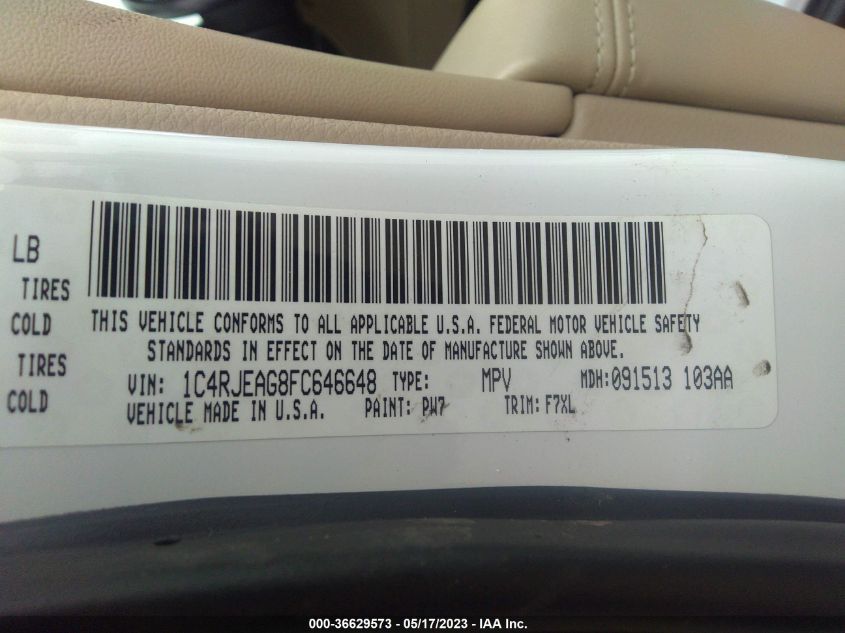 LB
TIRES
COLD
TIRES
COLD
THIS VEHICLE CONFORMS TO ALL APPLICABLE U.S.A. FEDERAL MOTOR VEHICLE SAFETY
STANDARDS IN EFFECT ON THE DATE OF MANUFACTURE SHOWN ABOVE.
VIN: 1C4RJEAG8FC646648 TYPE: MPV MDH:091513 103AA
VEHICLE MADE IN U.S.A. PAINT: PW7 TRIM: F7XL
000-36629573 - 05/17/2023 - IAA Inc.